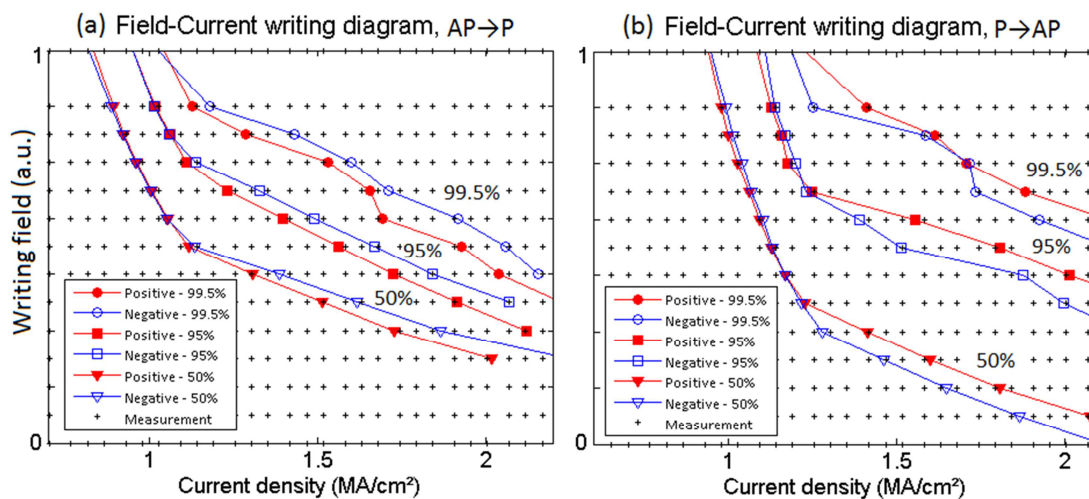 (a) Field-Current writing diagram, AP→P
1
Writing field (a.u.)
99.5%
95%
50%
Positive - 99.5%
Negative - 99.5%
Positive - 95%
Negative - 95%
Positive - 50%
Negative - 50%
Measurement
0
1 1.5 2
Current density (MA/cm²)
(b) Field-Current writing diagram, P→AP
1
99.5%
95%
50%
Positive - 99.5%
Negative - 99.5%
Positive - 95%
Negative - 95%
Positive - 50%
Negative - 50%
Measurement
0
1 1.5 2
Current density (MA/cm²)